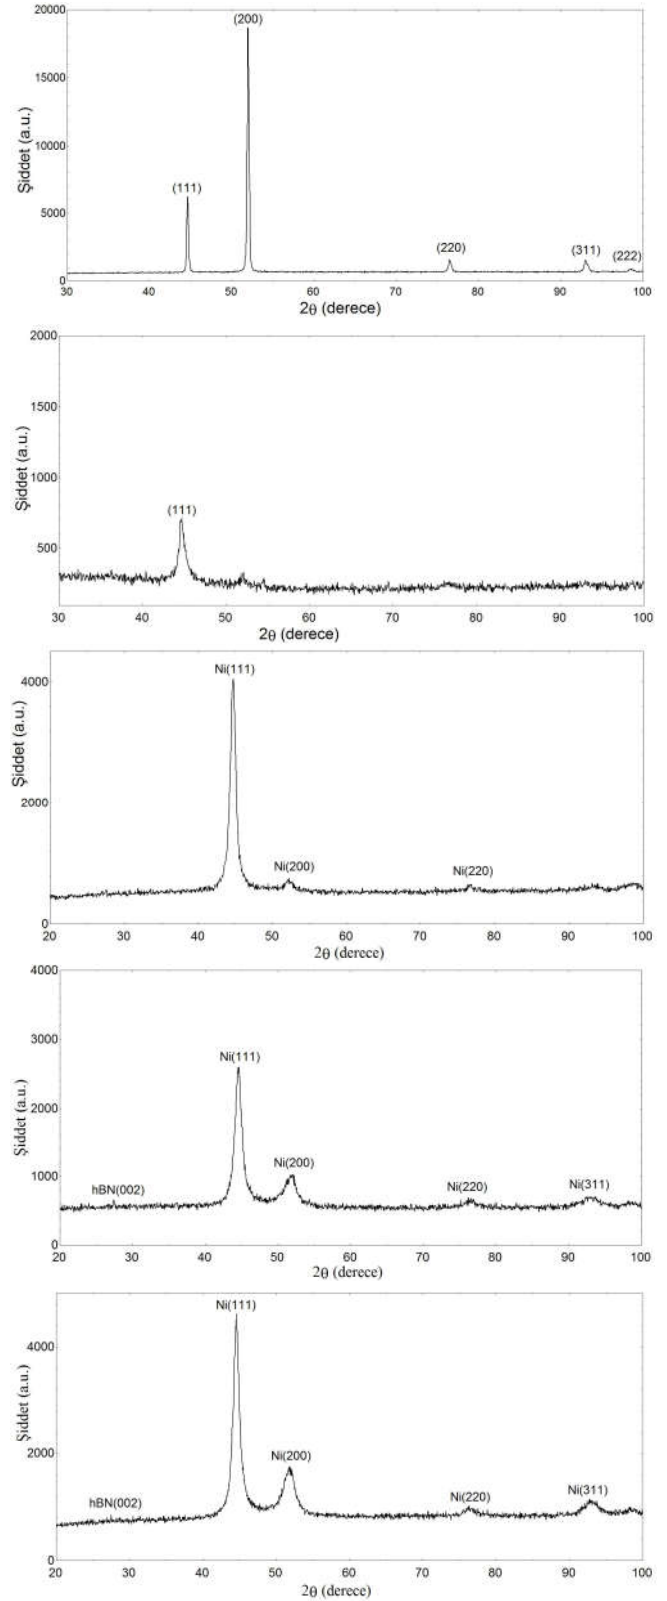 20000
(200)
15000
Şiddet (a.u.)
10000
(111)
5000
(220)
(311)
(222)
0
30 40 50 60 70 80 90 100
2θ (derece)
2000
1500
Şiddet (a.u.)
1000
(111)
500
30 40 50 60 70 80 90 100
2θ (derece)
Ni(111)
4000
Şiddet (a.u.)
2000
Ni(200)
Ni(220)
0
20 30 40 50 60 70 80 90 100
2θ (derece)
4000
3000
Ni(111)
Şiddet (a.u.)
2000
Ni(200)
1000
hBN(002)
Ni(220)
Ni(311)
0
20 30 40 50 60 70 80 90 100
2θ (derece)
Ni(111)
4000
Şiddet (a.u.)
2000
Ni(200)
hBN(002)
Ni(220)
Ni(311)
0
20 30 40 50 60 70 80 90 100
2θ (derece)